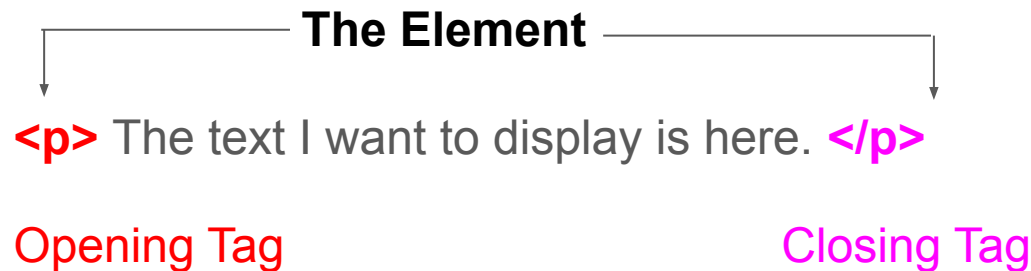 The Element
<p> The text I want to display is here. </p>
Opening Tag Closing Tag